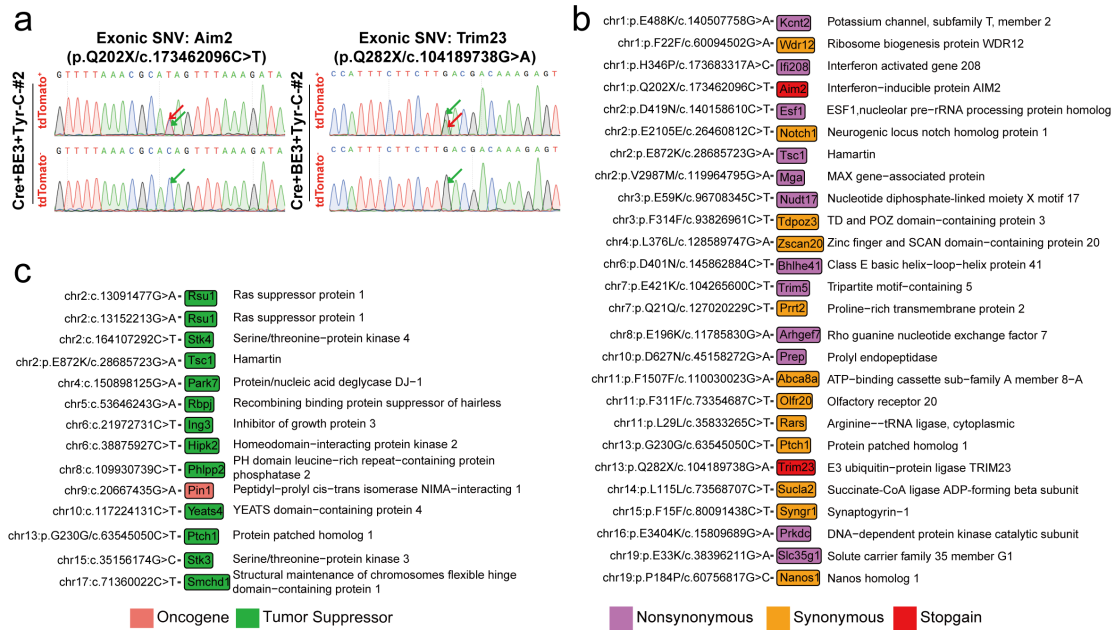 a
Exonic SNV: Aim2
(p.Q202X/c.173462096C>T)
GTTTTAAACGCATAGTTTAAAGATA
tdTomato+
GTTTTAAACGCACAGTTTAAAGATA
tdTomato-
Cre+BE3+Tyr-C-#2
Exonic SNV: Trim23
(p.Q282X/c.104189738G>A)
CCATTTCTTCTTGACGACAAAGAGT
tdTomato+
CCATTTCTTCTTGACGACAAAGAGT
tdTomato-
Cre+BE3+Tyr-C-#2
b
chr1:p.E488K/c.140507758G>A- Kcnt2 Potassium channel, subfamily T, member 2
chr1:p.F22F/c.60094502G>A- Wdr12 Ribosome biogenesis protein WDR12
chr1:p.H346P/c.173683317A>C- Ifi208 Interferon activated gene 208
chr1:p.Q202X/c.173462096C>T- Aim2 Interferon-inducible protein AIM2
chr2:p.D419N/c.140158610C>T- Esf1 ESF1,nucleolar pre-rRNA processing protein homolog
chr2:p.E2105E/c.26460812C>T- Notch1 Neurogenic locus notch homolog protein 1
chr2:p.E872K/c.28685723G>A- Tsc1 Hamartin
chr2:p.V2987M/c.119964795G>A- Mga MAX gene-associated protein
chr3:p.E59K/c.96708345C>T- Nudt17 Nucleotide diphosphate-linked moiety X motif 17
chr3:p.F314F/c.93826961C>T- Tdpoz3 TD and POZ domain-containing protein 3
chr4:p.L376L/c.128589747G>A- Zscan20 Zinc finger and SCAN domain-containing protein 20
chr6:p.D401N/c.145862884C>T- Bhlhe41 Class E basic helix-loop-helix protein 41
chr7:p.E421K/c.104265600C>T- Trim5 Tripartite motif-containing 5
chr7:p.Q21Q/c.127020229C>T- Prrt2 Proline-rich transmembrane protein 2
chr8:p.E196K/c.11785830G>A- Arhgef7 Rho guanine nucleotide exchange factor 7
chr10:p.D627N/c.45158272G>A- Prep Prolyl endopeptidase
chr11:p.F1507F/c.110030023G>A- Abca8a ATP-binding cassette sub-family A member 8-A
chr11:p.F311F/c.73354687C>T- Olfr20 Olfactory receptor 20
chr11:p.L29L/c.35833265C>T- Rars Arginine--tRNA ligase, cytoplasmic
chr13:p.G230G/c.63545050C>T- Ptch1 Protein patched homolog 1
chr13:p.Q282X/c.104189738G>A- Trim23 E3 ubiquitin-protein ligase TRIM23
chr14:p.L115L/c.73568707C>T- Sucla2 Succinate-CoA ligase ADP-forming beta subunit
chr15:p.F15F/c.80091438C>T- Syngr1 Synaptogyrin-1
chr16:p.E3404K/c.15809689G>A- Prkdc DNA-dependent protein kinase catalytic subunit
chr19:p.E33K/c.38396211G>A- Slc35g1 Solute carrier family 35 member G1
chr19:p.P184P/c.60756817G>C- Nanos1 Nanos homolog 1
Nonsynonymous Synonymous Stopgain
c
chr2:c.13091477G>A- Rsu1 Ras suppressor protein 1
chr2:c.13152213G>A- Rsu1 Ras suppressor protein 1
chr2:c.164107292C>T- Stk4 Serine/threonine-protein kinase 4
chr2:p.E872K/c.28685723G>A- Tsc1 Hamartin
chr4:c.150898125G>A- Park7 Protein/nucleic acid deglycase DJ-1
chr5:c.53646243G>A- Rbpj Recombining binding protein suppressor of hairless
chr6:c.21972731G>A- Ing3 Inhibitor of growth protein 3
chr6:c.38875927C>T- Hipk2 Homeodomain-interacting protein kinase 2
chr8:c.109930739C>T- Phlpp2 PH domain leucine-rich repeat-containing protein
phosphatase 2
chr9:c.20667435G>A- Pin1 Peptidyl-prolyl cis-trans isomerase NIMA-interacting 1
chr10:c.117224131C>T- Yeats4 YEATS domain-containing protein 4
chr13:p.G230G/c.63545050C>T- Ptch1 Protein patched homolog 1
chr15:c.35156174G>C- Stk3 Serine/threonine-protein kinase 3
chr17:c.71360022C>T- Smchd1 Structural maintenance of chromosomes flexible hinge
domain-containing protein 1
Oncogene Tumor Suppressor